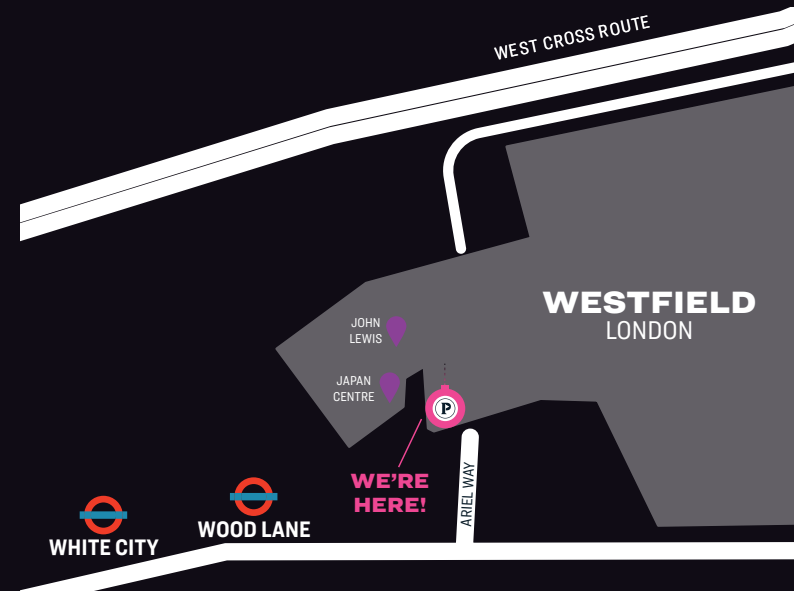 WEST CROSS ROUTE
WESTFIELD
LONDON
JOHN
LEWIS
JAPAN
CENTRE
P
WE'RE
HERE!
ARIEL WAY
WOOD LANE
WHITE CITY